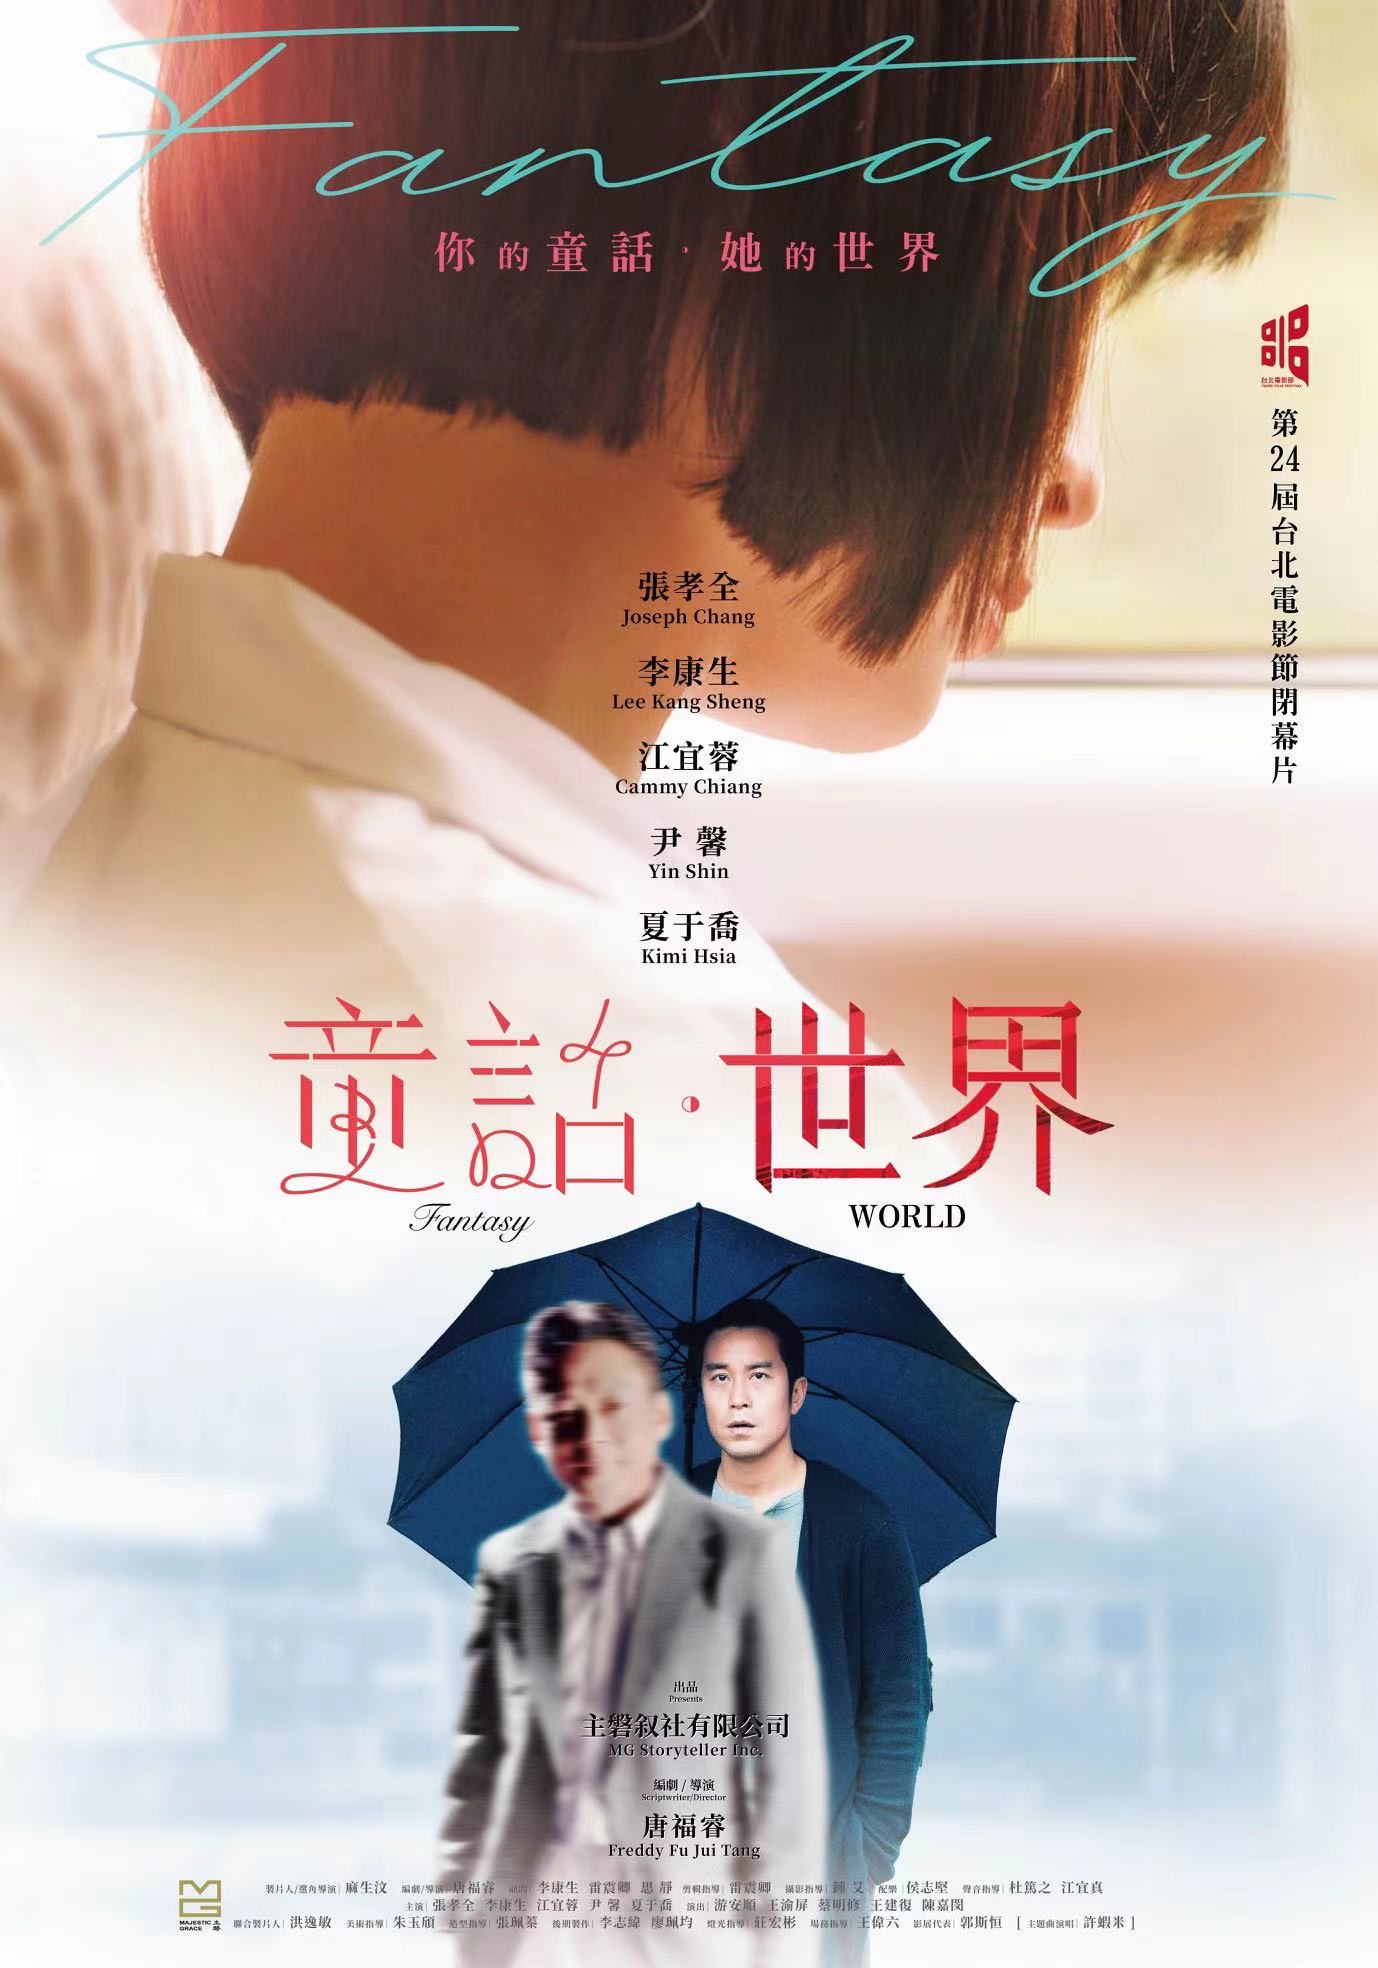 Fantasy
你的童話，她的世界
台北電影節
TAIPEI FILM FESTIVAL
第24屆台北電影節閉幕片
張孝全
Joseph Chang
李康生
Lee Kang Sheng
江宜蓉
Cammy Chiang
尹馨
Yin Shin
夏于喬
Kimi Hsia
童話·世界
Fantasy WORLD
出品
Presents
主磐叙社有限公司
MG Storyteller Inc.
編劇/導演
Scriptwriter/Director
唐福睿
Freddy Fu Jui Tang
MAJESTIC GRACE 主磐
製片人/選角導演|麻生汶 編劇/導演|唐福睿 顧問|李康生 雷震卿 思靜 剪輯指導|雷震卿 攝影指導|鍾艾 配樂|侯志堅 聲音指導|杜篤之 江宜真
主演|張孝全 李康生 江宜蓉 尹馨 夏于喬 演出|游安順 王渝屏 蔡明修 王建復 陳嘉閔
聯合製片人|洪逸敏 美術指導|朱玉頎 造型指導|張珮蓁 後期製作|李志緯 廖珮均 燈光指導|莊宏彬 場務指導|王偉六 影展代表|郭斯恒 [主題曲演唱|許蝦米]